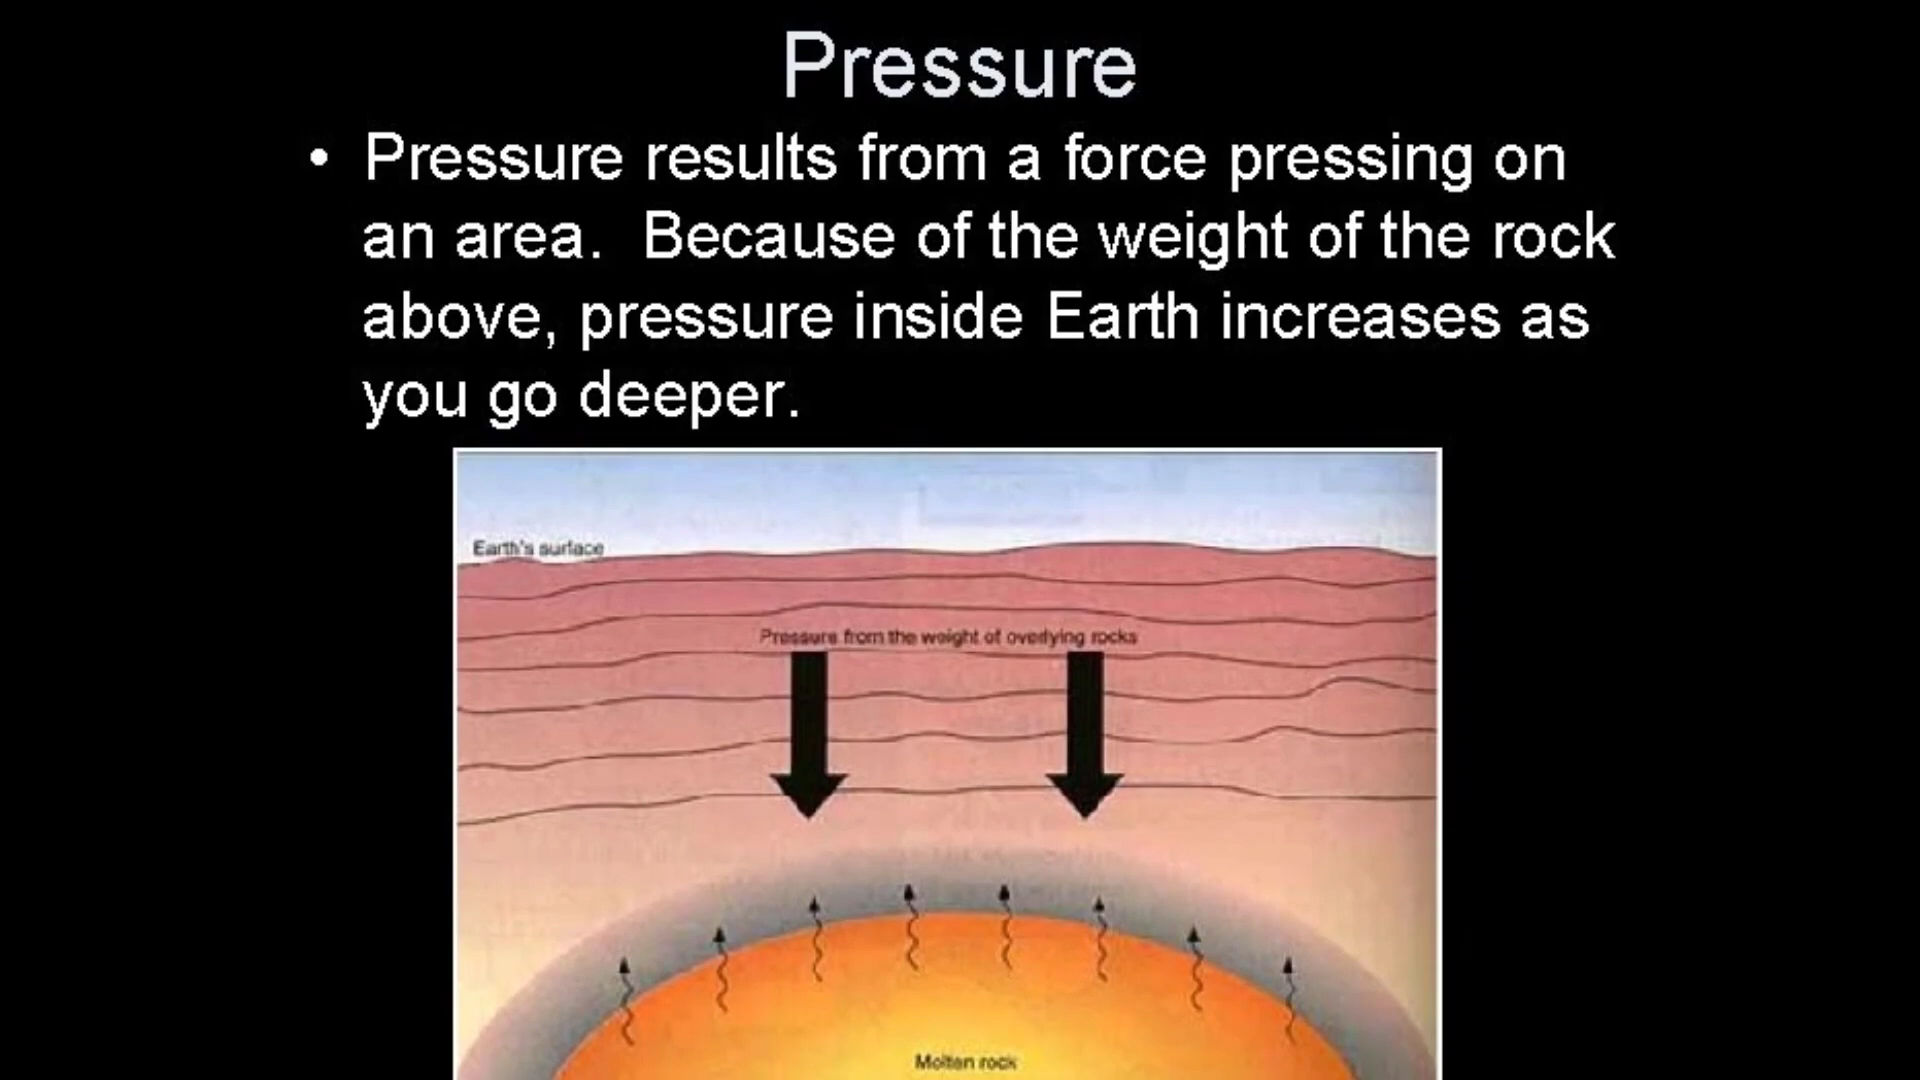 Pressure
• Pressure results from a force pressing on
an area. Because of the weight of the rock
above, pressure inside Earth increases as
you go deeper.
Earth's surface
Pressure from the weight of overlying rocks
Molten rock